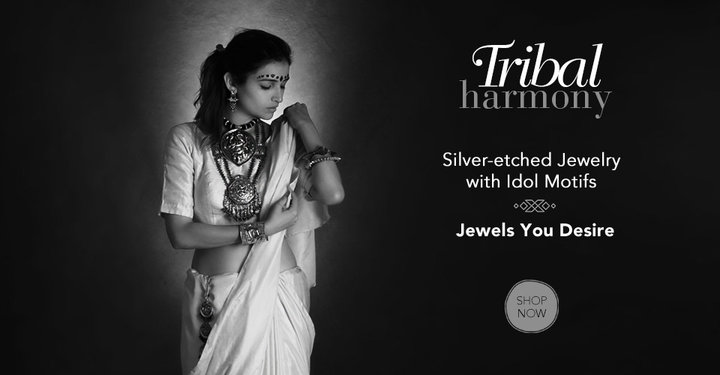 Tribal
harmony
Silver-etched Jewelry
with Idol Motifs
Jewels You Desire
SHOP
NOW